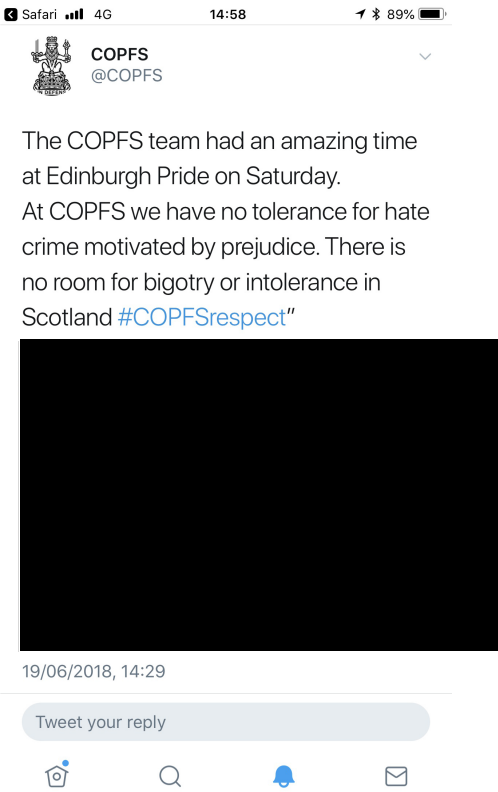 Safari 4G 14:58 89%
COPFS
@COPFS
IN DEFENS
The COPFS team had an amazing time
at Edinburgh Pride on Saturday.
At COPFS we have no tolerance for hate
crime motivated by prejudice. There is
no room for bigotry or intolerance in
Scotland #COPFSrespect”
19/06/2018, 14:29
Tweet your reply